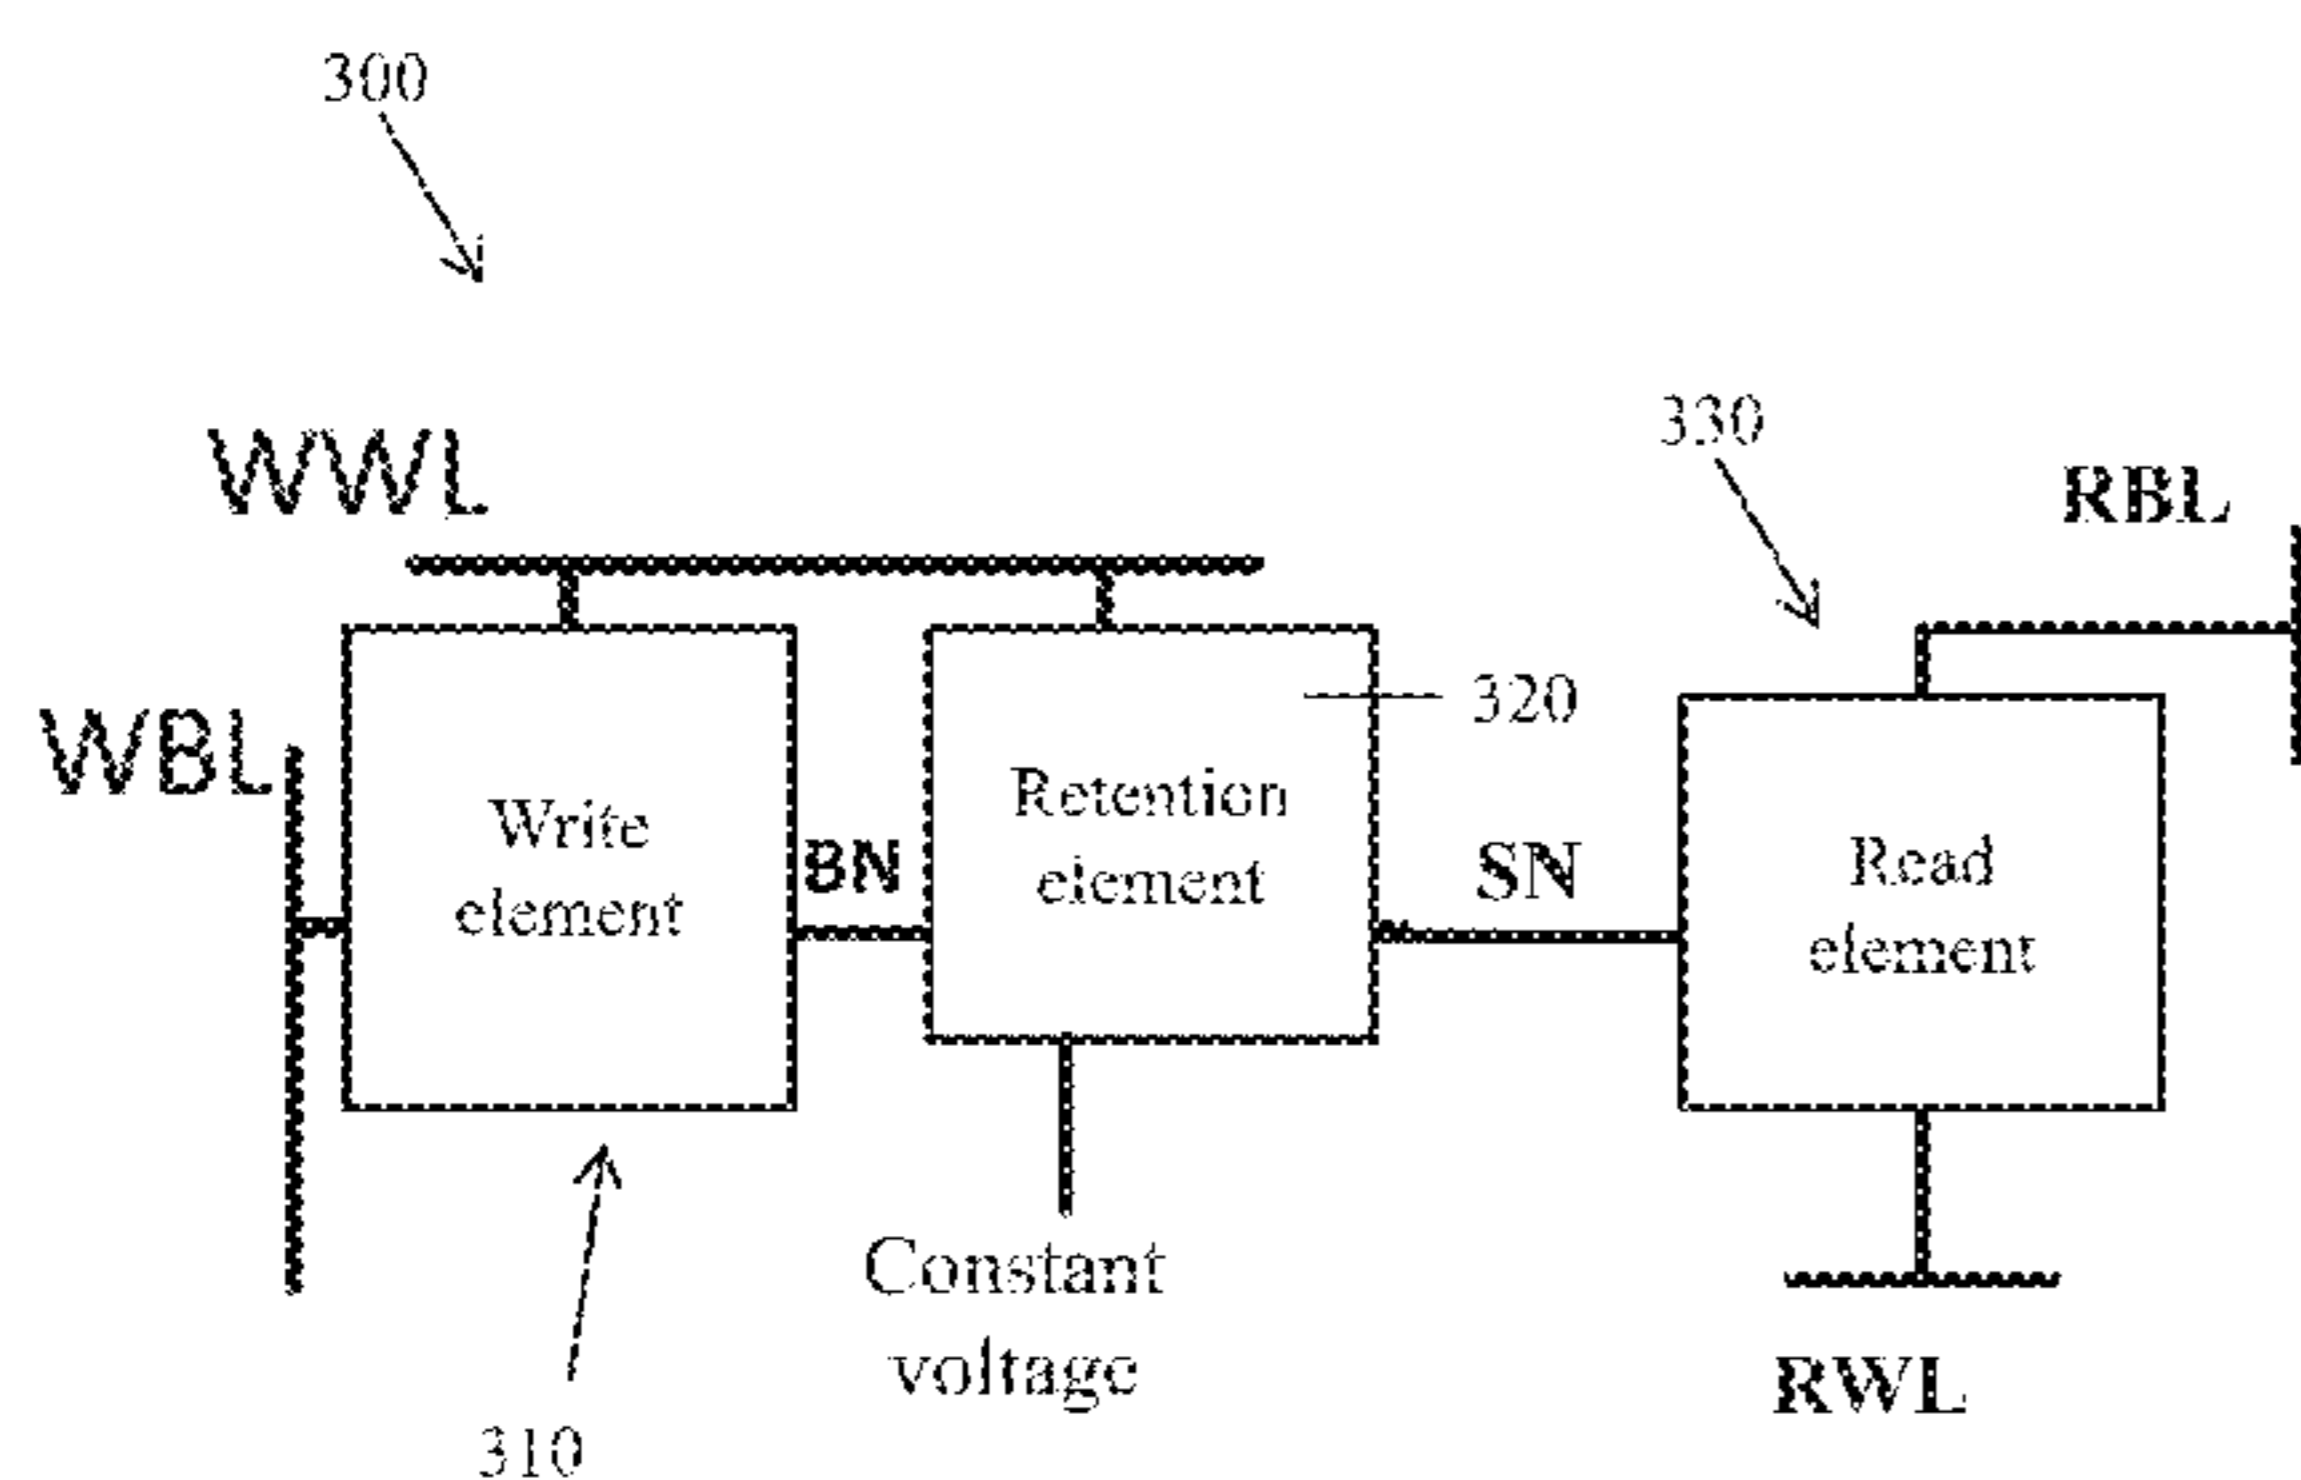 300
330
RBL
WWL
WBL
320
Write
element
BN
Retention
element
SN
Read
element
Constant
voltage
RWL
310